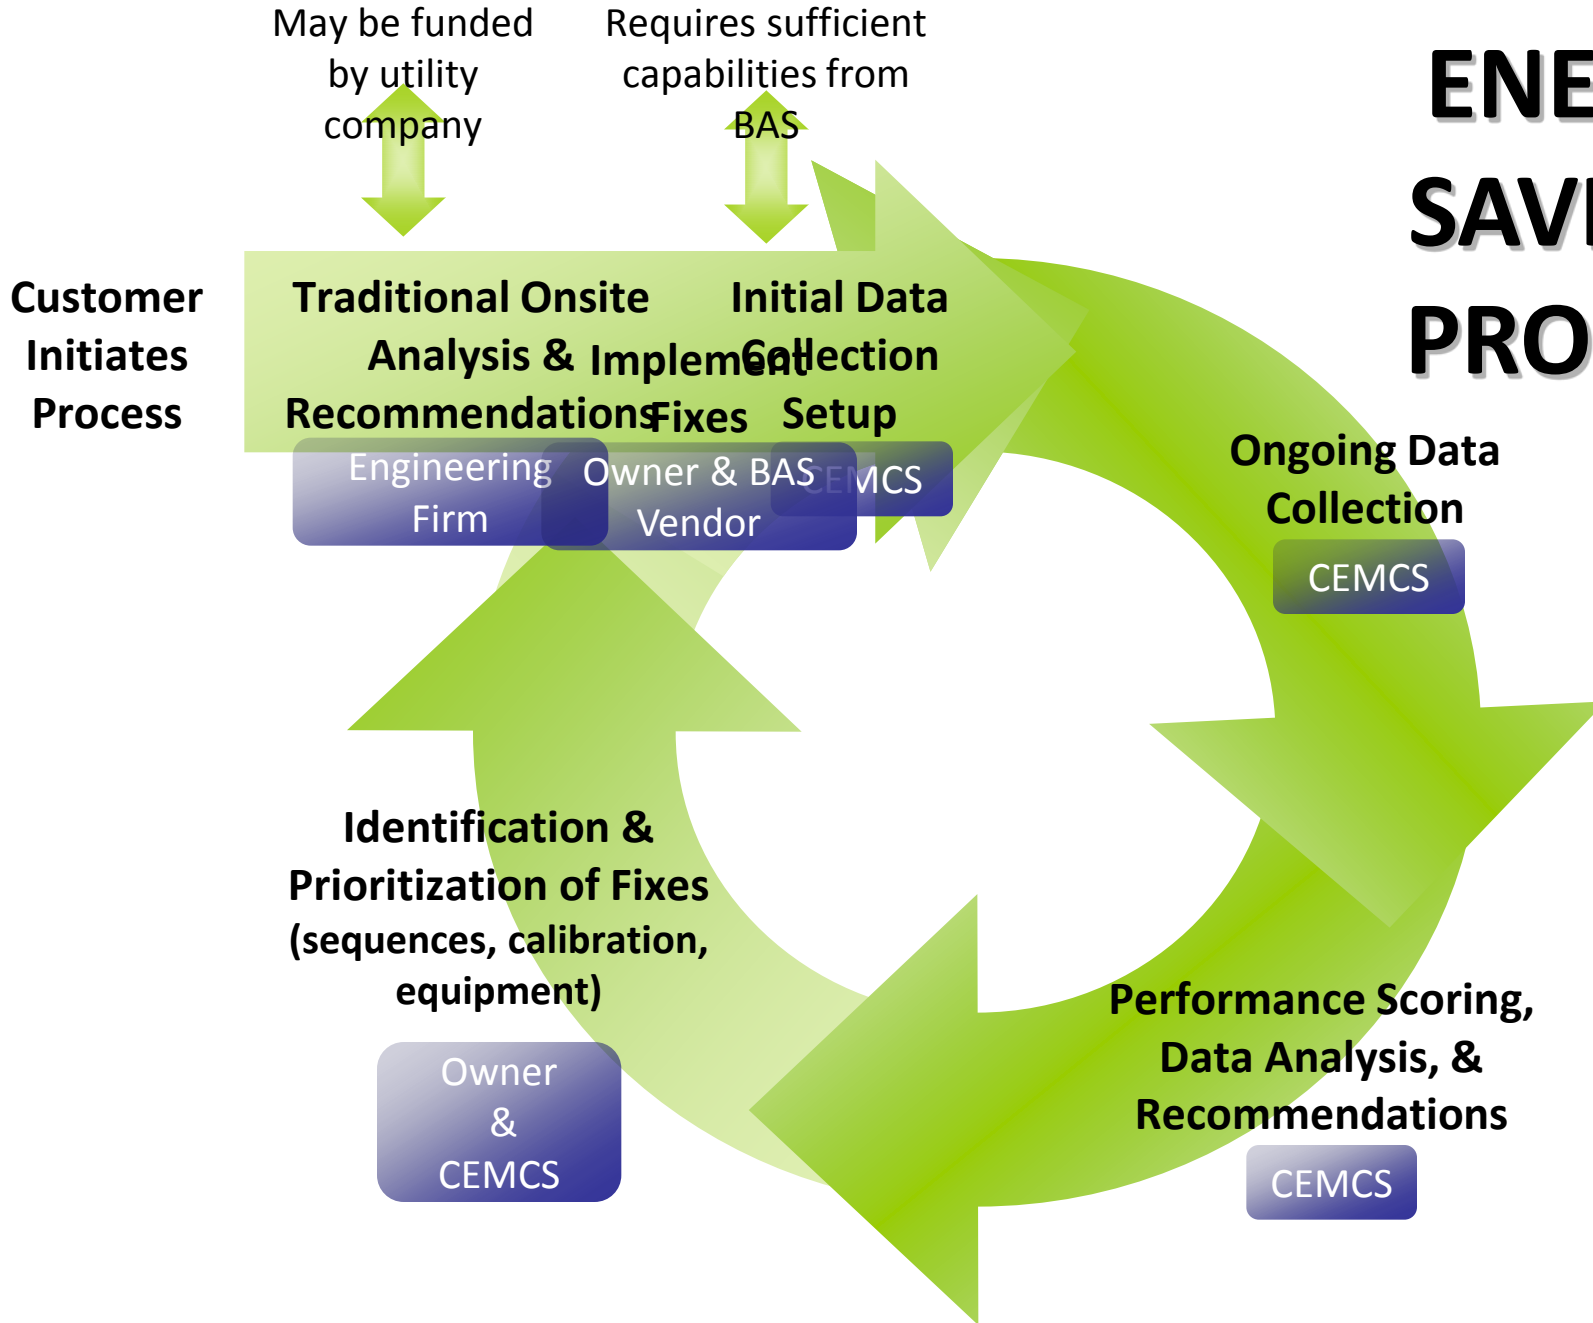 May be funded
by utility
company
Requires sufficient
capabilities from
BAS
ENE
SAVI
PRO
Customer
Initiates
Process
Traditional Onsite
Analysis &
Recommendations
Engineering
Firm
Implement
Fixes
Owner & BAS
Vendor
Initial Data
Collection
Setup
CEMCS
Ongoing Data
Collection
CEMCS
Performance Scoring,
Data Analysis, &
Recommendations
CEMCS
Identification &
Prioritization of Fixes
(sequences, calibration,
equipment)
Owner
&
CEMCS